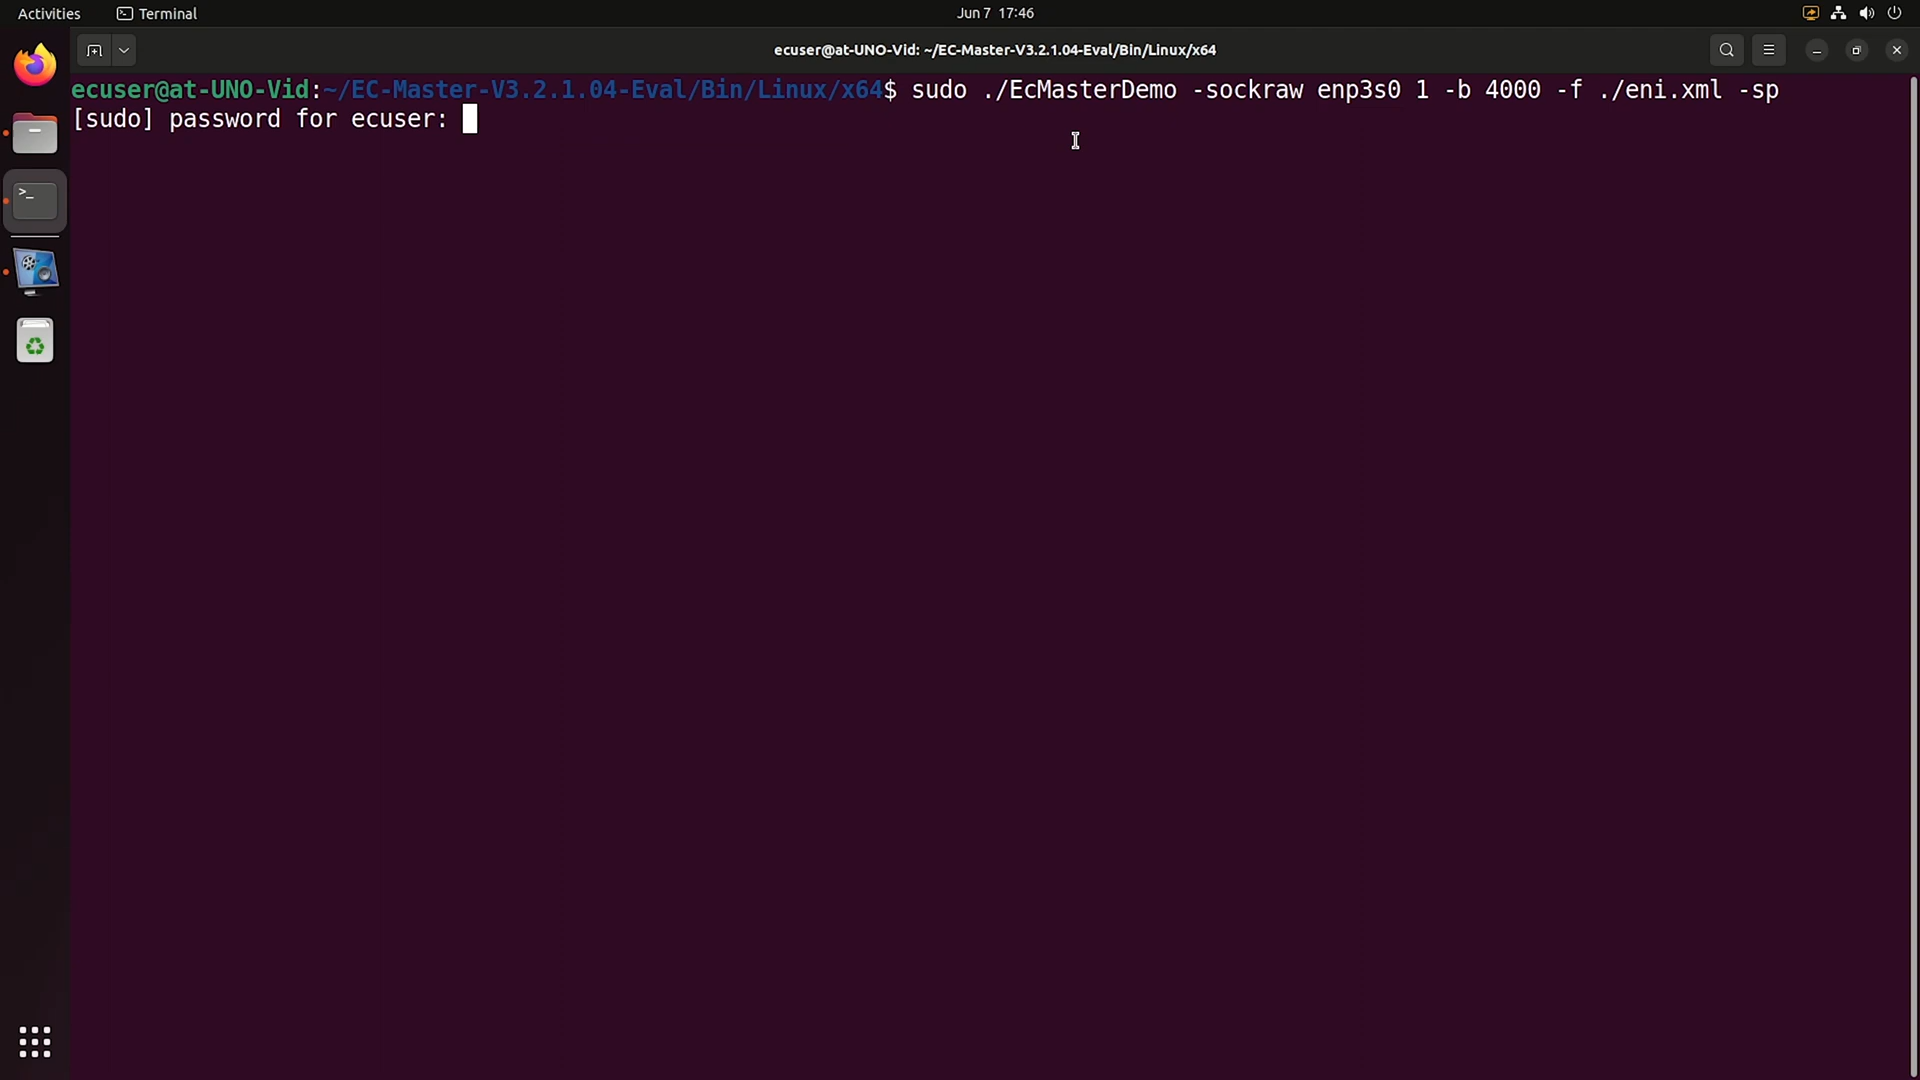 Activities Terminal Jun 7 17:46
ecuser@at-UNO-Vid: ~/EC-Master-V3.2.1.04-Eval/Bin/Linux/x64
ecuser@at-UNO-Vid:~/EC-Master-V3.2.1.04-Eval/Bin/Linux/x64$ sudo ./EcMasterDemo -sockraw enp3s0 1 -b 4000 -f ./eni.xml -sp
[sudo] password for ecuser: